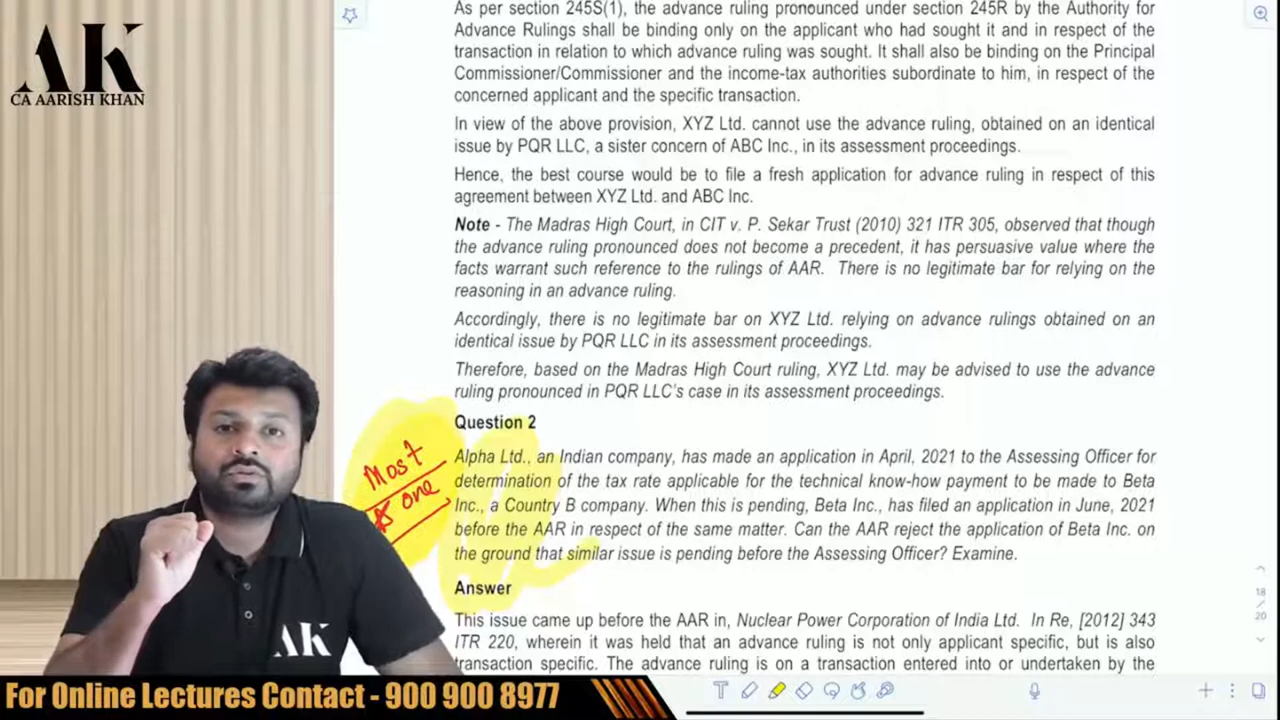 AK
CA AARISH KHAN
As per section 245S(1), the advance ruling pronounced under section 245R by the Authority for
Advance Rulings shall be binding only on the applicant who had sought it and in respect of the
transaction in relation to which advance ruling was sought. It shall also be binding on the Principal
Commissioner/Commissioner and the income-tax authorities subordinate to him, in respect of the
concerned applicant and the specific transaction.
In view of the above provision, XYZ Ltd. cannot use the advance ruling, obtained on an identical
issue by PQR LLC, a sister concern of ABC Inc., in its assessment proceedings.
Hence, the best course would be to file a fresh application for advance ruling in respect of this
agreement between XYZ Ltd. and ABC Inc.
Note - The Madras High Court, in CIT v. P. Sekar Trust (2010) 321 ITR 305, observed that though
the advance ruling pronounced does not become a precedent, it has persuasive value where the
facts warrant such reference to the rulings of AAR. There is no legitimate bar for relying on the
reasoning in an advance ruling.
Accordingly, there is no legitimate bar on XYZ Ltd. relying on advance rulings obtained on an
identical issue by PQR LLC in its assessment proceedings.
Therefore, based on the Madras High Court ruling, XYZ Ltd. may be advised to use the advance
ruling pronounced in PQR LLC's case in its assessment proceedings.
Question 2
Most
one
Alpha Ltd., an Indian company, has made an application in April, 2021 to the Assessing Officer for
determination of the tax rate applicable for the technical know-how payment to be made to Beta
Inc., a Country B company. When this is pending, Beta Inc., has filed an application in June, 2021
before the AAR in respect of the same matter. Can the AAR reject the application of Beta Inc. on
the ground that similar issue is pending before the Assessing Officer? Examine.
Answer
This issue came up before the AAR in, Nuclear Power Corporation of India Ltd. In Re, [2012] 343
ITR 220, wherein it was held that an advance ruling is not only applicant specific, but is also
transaction specific. The advance ruling is on a transaction entered into or undertaken by the
18
/
20
AK
T
For Online Lectures Contact - 900 900 8977